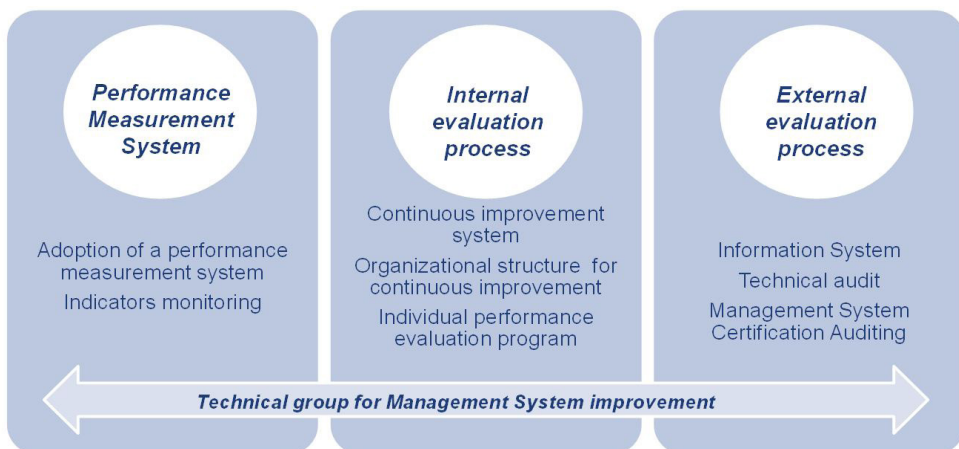 Performance
Measurement
System
Adoption of a performance
measurement system
Indicators monitoring
Internal
evaluation
process
Continuous improvement
system
Organizational structure for
continuous improvement
Individual performance
evaluation program
External
evaluation
process
Information System
Technical audit
Management System
Certification Auditing
Technical group for Management System improvement